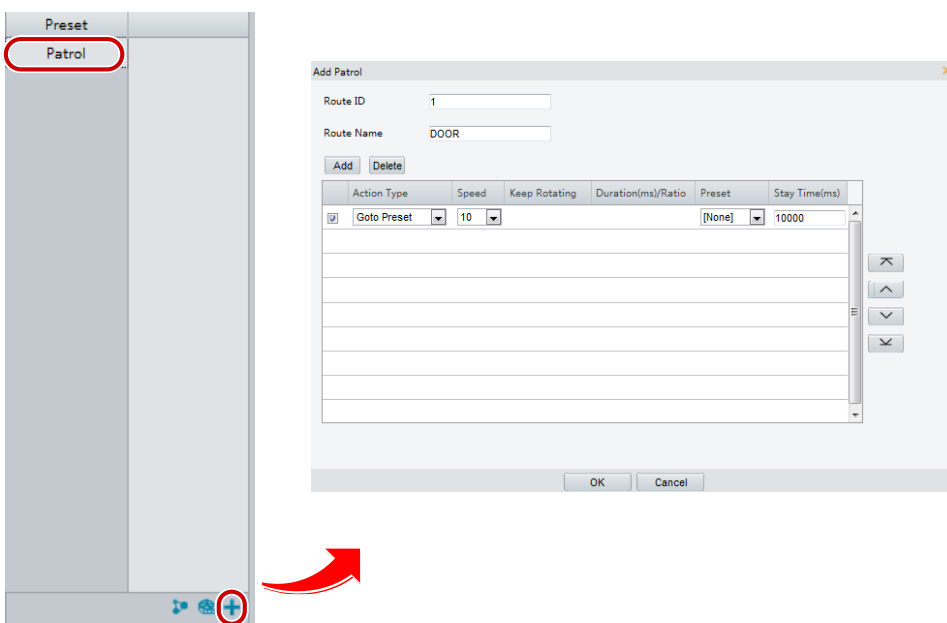 Preset
Patrol
Add Patrol
Route ID 1
Route Name DOOR
Add Delete
Action Type Speed Keep Rotating Duration(ms)/Ratio Preset Stay Time(ms)
Goto Preset 10 [None] 10000
OK Cancel